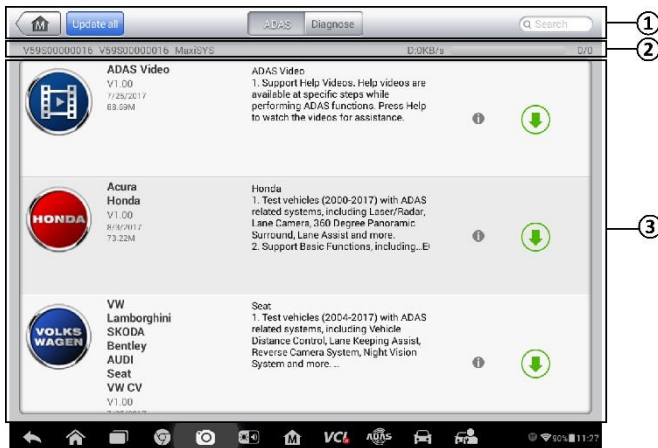 Update all
ADAS Diagnose
Search
1
V59S00000016 V59S00000016 MaxiSYS D:0KB/s 0/0
2
ADAS Video
V1.00
7/25/2017
88.69M
ADAS Video
1. Support Help Videos. Help videos are
available at specific steps while
performing ADAS functions. Press Help
to watch the videos for assistance.
HONDA
Acura
Honda
V1.00
8/3/2017
73.22M
Honda
1. Test vehicles (2000-2017) with ADAS
related systems, including Laser/Radar,
Lane Camera, 360 Degree Panoramic
Surround, Lane Assist and more.
2. Support Basic Functions, including...E
3
VOLKS
WAGEN
VW
Lamborghini
SKODA
Bentley
AUDI
Seat
VW CV
V1.00
Seat
1. Test vehicles (2004-2017) with ADAS
related systems, including Vehicle
Distance Control, Lane Keeping Assist,
Reverse Camera System, Night Vision
System and more. ...
M VCI ADAS 90% 11:27